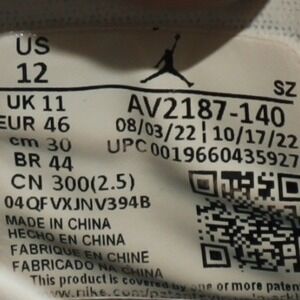 US
12
SZ
UK 11
AV2187-140
EUR 46
08/03/22 10/17/22
cm 30
UPC 0019660435927
BR 44
CN 300(2.5)
04QFVXJNV394B
MADE IN CHINA
HECHO EN CHINA
FABRIQUE EN CHINE
FABRICADO NA CHINA
This product is covered by one or more paten